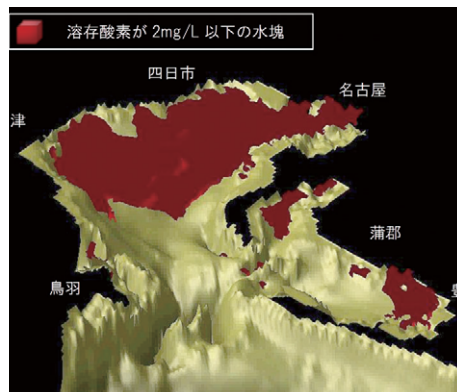 溶存酸素が 2mg/L 以下の水塊
四日市
名古屋
津
蒲郡
鳥羽